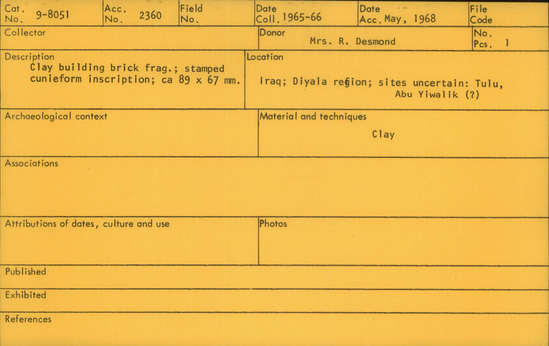 Cat. No. 9-8051 Acc. No. 2360 Field No. Date Coll. 1965-66 Date Acc. May, 1968 File Code
Collector Donor Mrs. R. Desmond No. Pcs. 1
Description
Clay building brick frag.; stamped
cunieform inscription; ca 89 x 67 mm.
Location
Iraq; Diyala region; sites uncertain: Tulu,
Abu Yiwalik (?)
Archaeological context
Material and techniques
Clay
Associations
Attributions of dates, culture and use
Photos
Published
Exhibited
References